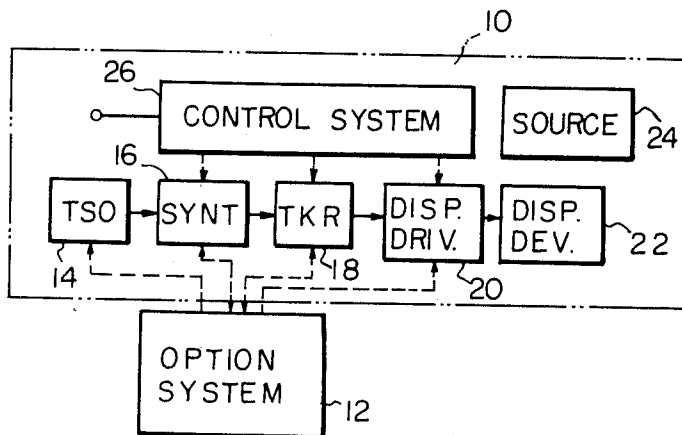 10
26
CONTROL SYSTEM
SOURCE
24
16
TSO
SYNT
TKR
DISP.
DRIV.
DISP.
DEV.
14
18
20
22
OPTION
SYSTEM
12